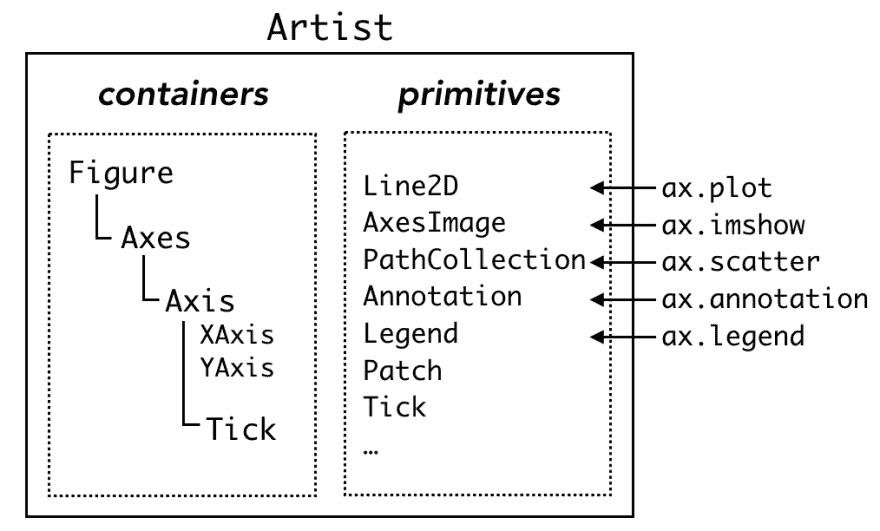 Artist
containers
Figure
Axes
Axis
XAxis
YAxis
Tick
primitives
Line2D
AxesImage
PathCollection
Annotation
Legend
Patch
Tick
…
ax.plot
ax.imshow
ax.scatter
ax.annotation
ax.legend